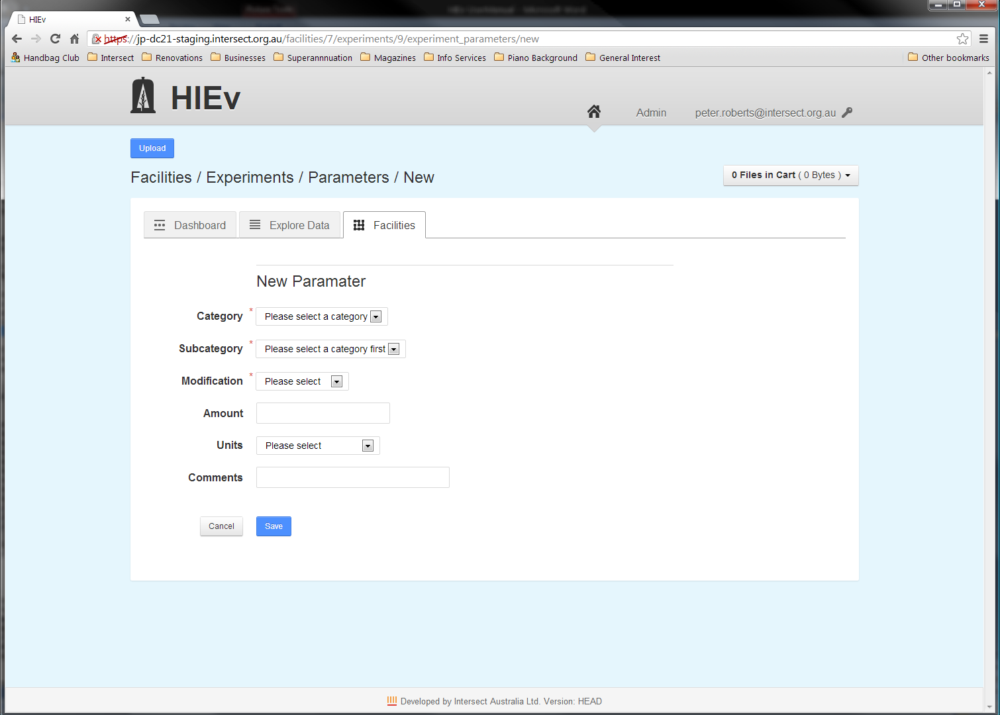 HIEv
https://jp-dc21-staging.intersect.org.au/facilities/7/experiments/9/experiment_parameters/new
Handbag Club Intersect Renovations Businesses Superannnuation Magazines Info Services Piano Background General Interest Other bookmarks
HIEv
Admin peter.roberts@intersect.org.au
Upload
Facilities / Experiments / Parameters / New
0 Files in Cart ( 0 Bytes )
Dashboard Explore Data Facilities
New Paramater
Category * Please select a category
Subcategory * Please select a category first
Modification * Please select
Amount
Units Please select
Comments
Cancel Save
Developed by Intersect Australia Ltd. Version: HEAD